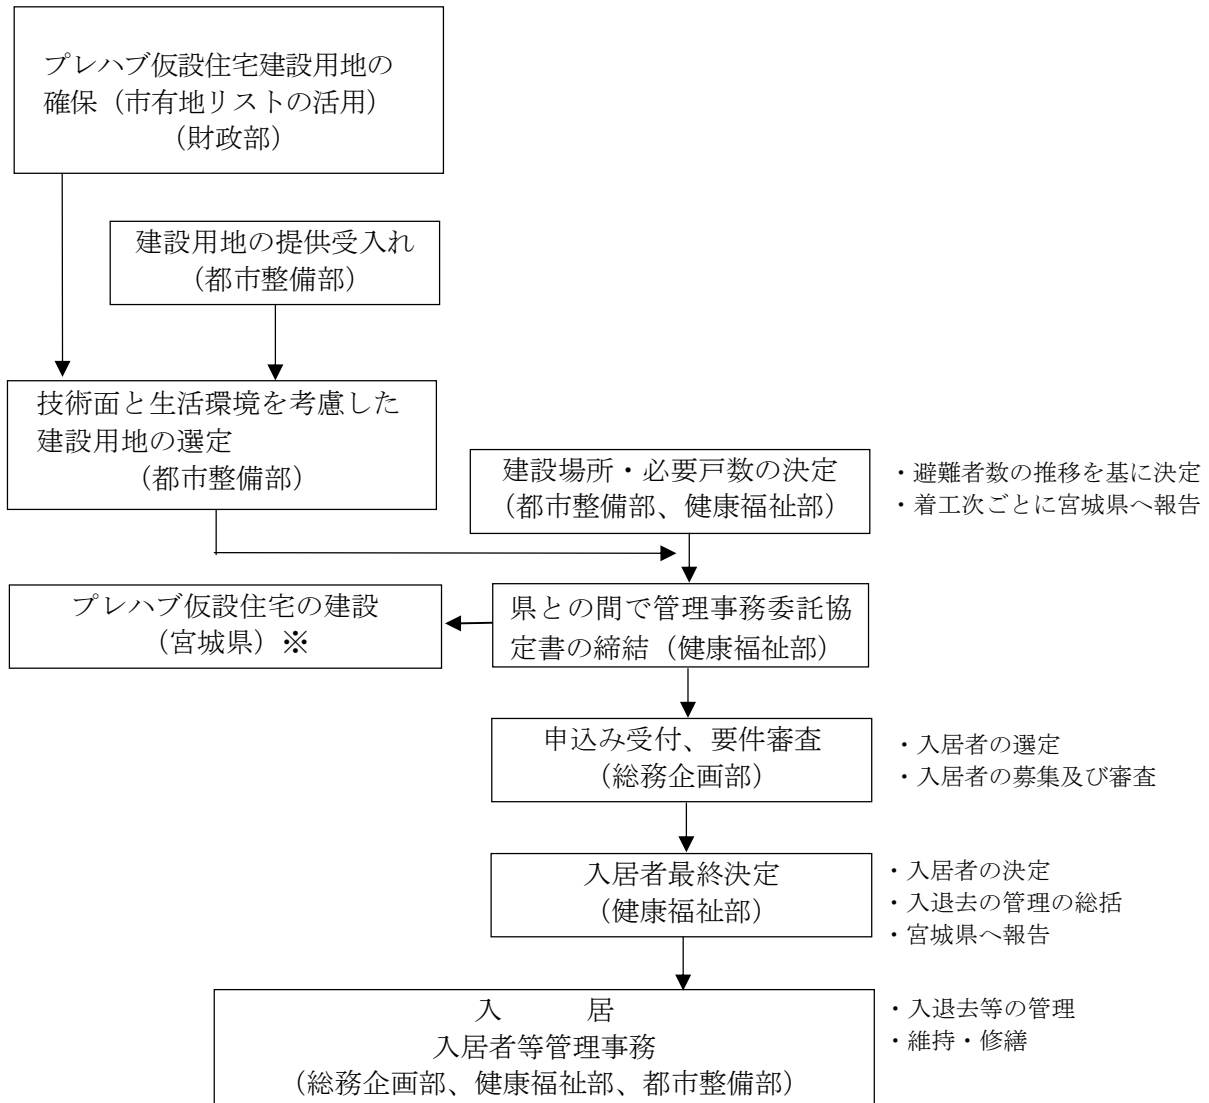 プレハブ仮設住宅建設用地の
確保（市有地リストの活用）
（財政部）
建設用地の提供受入れ
（都市整備部）
技術面と生活環境を考慮した
建設用地の選定
（都市整備部）
建設場所・必要戸数の決定
（都市整備部、健康福祉部）
・避難者数の推移を基に決定
・着工次ごとに宮城県へ報告
プレハブ仮設住宅の建設
（宮城県）※
県との間で管理事務委託協
定書の締結（健康福祉部）
申込み受付、要件審査
（総務企画部）
・入居者の選定
・入居者の募集及び審査
入居者最終決定
（健康福祉部）
・入居者の決定
・入退去の管理の総括
・宮城県へ報告
入　　居
入居者等管理事務
（総務企画部、健康福祉部、都市整備部）
・入退去等の管理
・維持・修繕